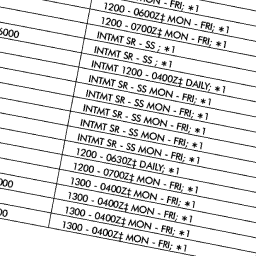 MON - FRI; ∗1
1200 - 0600Z‡ MON - FRI; ∗1
1200 - 0700Z‡ MON - FRI; ∗1
6000 INTMT SR - SS ; ∗1
INTMT SR - SS ; ∗1
INTMT 1200 - 0400Z‡ DAILY; ∗1
INTMT SR - SS MON - FRI; ∗1
INTMT SR - SS MON - FRI; ∗1
INTMT SR - SS MON - FRI; ∗1
INTMT SR - SS MON - FRI; ∗1
INTMT SR - SS MON - FRI; ∗1
1200 - 0630Z‡ DAILY; ∗1
1200 - 0700Z‡ MON - FRI; ∗1
000 1300 - 0400Z‡ MON - FRI; ∗1
1300 - 0400Z‡ MON - FRI; ∗1
00 1300 - 0400Z‡ MON - FRI; ∗1
1300 - 0400Z‡ MON - FRI; ∗1